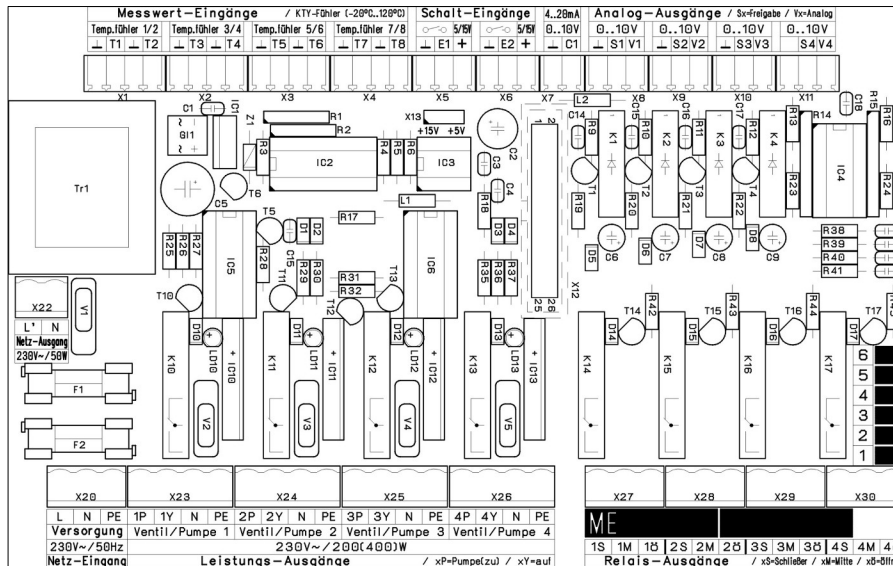 Messwert-Eingänge / KTY-Fühler (-20°C..120°C) Schalt-Eingänge 4..20mA Analog-Ausgänge / Sx=Freigabe / Vx=Analog
Temp.fühler 1/2 Temp.fühler 3/4 Temp.fühler 5/6 Temp.fühler 7/8 5/15V 5/15V 0..10V 0..10V 0..10V 0..10V 0..10V
⊥ T1 ⊥ T2 ⊥ T3 ⊥ T4 ⊥ T5 ⊥ T6 ⊥ T7 ⊥ T8 ⊥ E1 + ⊥ E2 + ⊥ C1 ⊥ S1 V1 ⊥ S2 V2 ⊥ S3 V3 S4 V4
X1 X2 X3 X4 X5 X6 X7 X8 X9 X10 X11
C1 IC1 Z1 R1 R2 X13 +15V +5V L2 C18 R15 R16
Gl1 R3 IC2 R4 R5 R6 IC3 C2 1 2 C14 R9 K1 C15 R10 K2 C16 R11 K3 C17 R12 K4 R13 R14 IC4
Tr1 T6 C3 C4 T1 T2 T3 T4 R23 R24
C5 L1 R18 R19 R20 R21 R22
R25 R26 R27 IC5 T5 C15 D1 D2 R17 IC6 D3 D4 D5 C6 D6 C7 D7 C8 D8 C9 R38
R39
R28 R29 R30 R31 R35 R36 R37 R40
R32 R41
X22 V1 T10 T11 T12 T13 25 26 X12 R42 R43 R44 R45
L' N
Netz-Ausgang
230V~/50W
D10 LD10 D11 LD11 D12 LD12 D13 LD13 D14 T14 D15 T15 D16 T16 D17 T17
K10 + IC10 K11 + IC11 K12 + IC12 K13 + IC13 K14 K15 K16 K17 6
F1 5
4
V2 V3 V4 V5 3
F2 2
1
X20 X23 X24 X25 X26 X27 X28 X29 X30
L N PE 1P 1Y N PE 2P 2Y N PE 3P 3Y N PE 4P 4Y N PE ME
Versorgung Ventil/Pumpe 1 Ventil/Pumpe 2 Ventil/Pumpe 3 Ventil/Pumpe 4
230V~/50Hz 230V~/200(400)W 1S 1M 1Ö 2S 2M 2Ö 3S 3M 3Ö 4S 4M 4
Netz-Eingang Leistungs-Ausgänge / xP=Pumpe(zu) / xY=auf Relais-Ausgänge / xS=Schließer / xM=Mitte / xÖ=Öffn